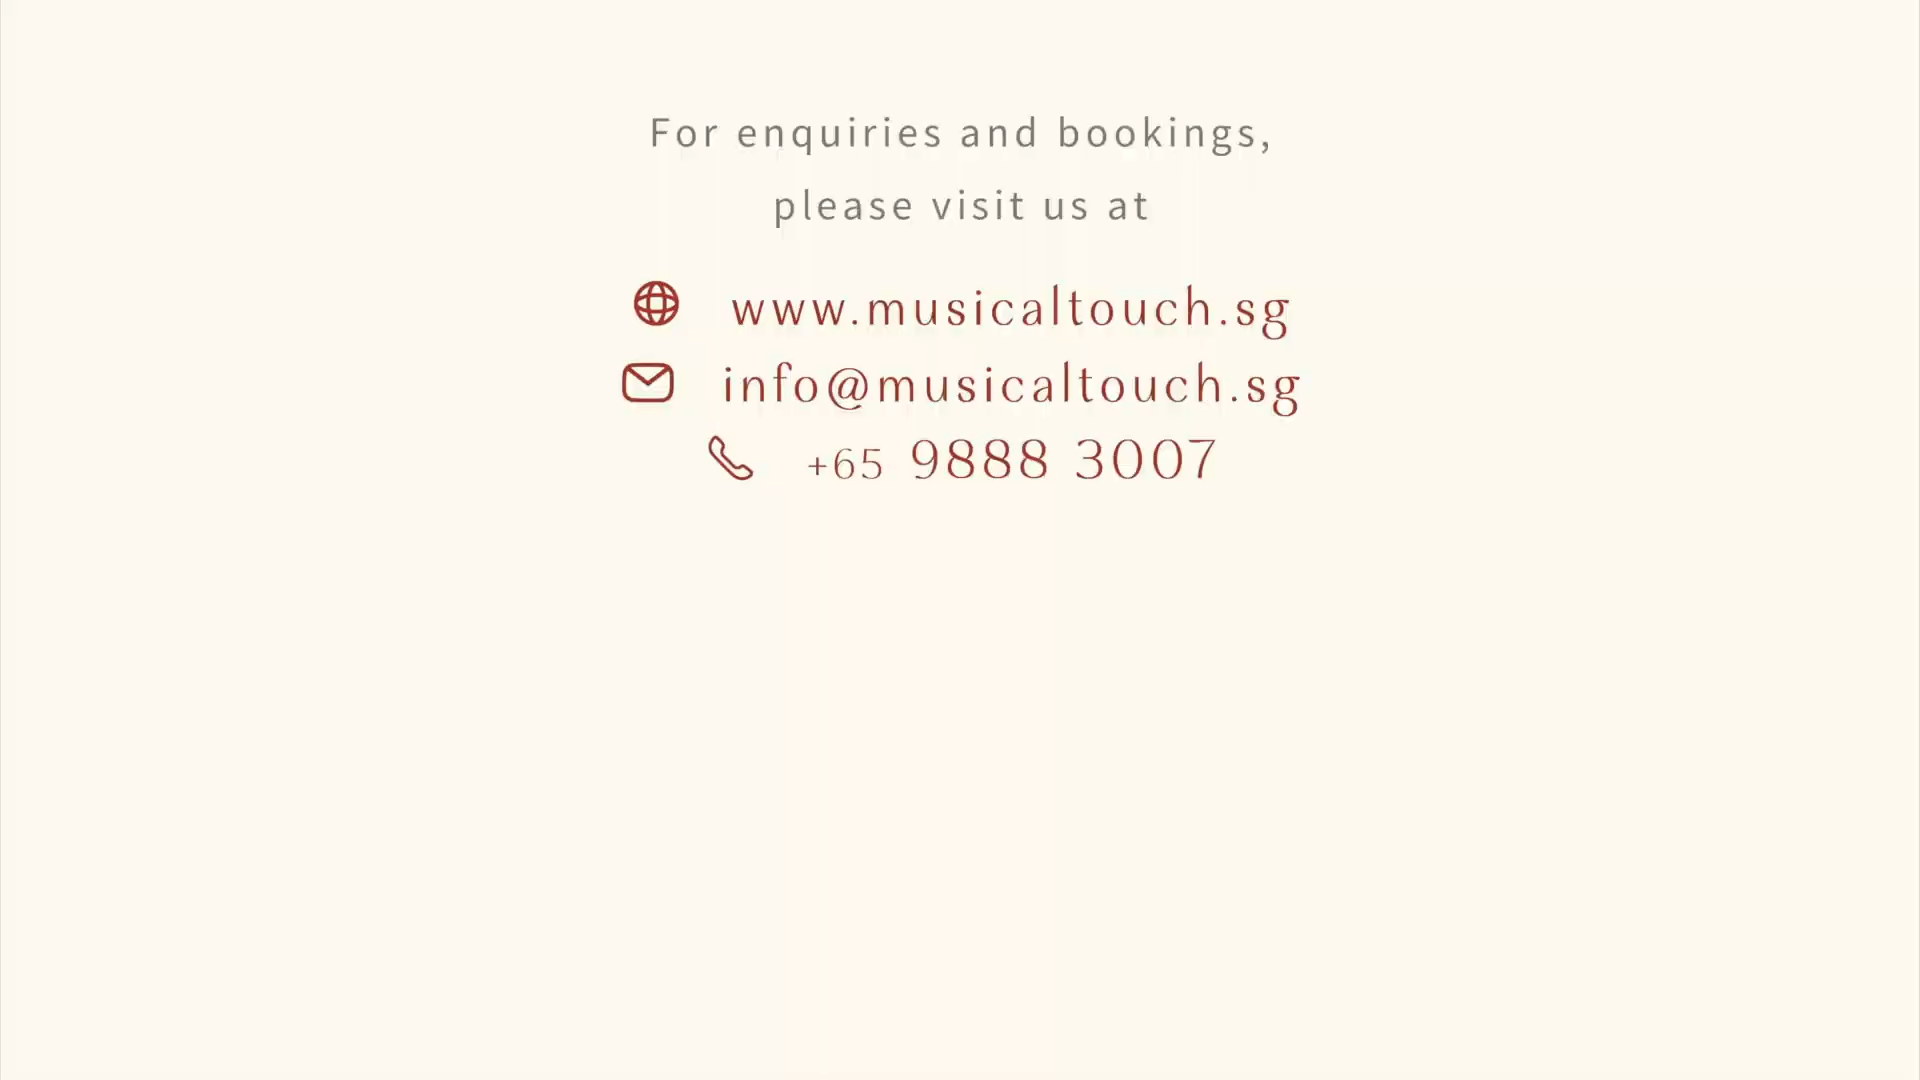 For enquiries and bookings,
please visit us at
www.musicaltouch.sg
info@musicaltouch.sg
+65 9888 3007